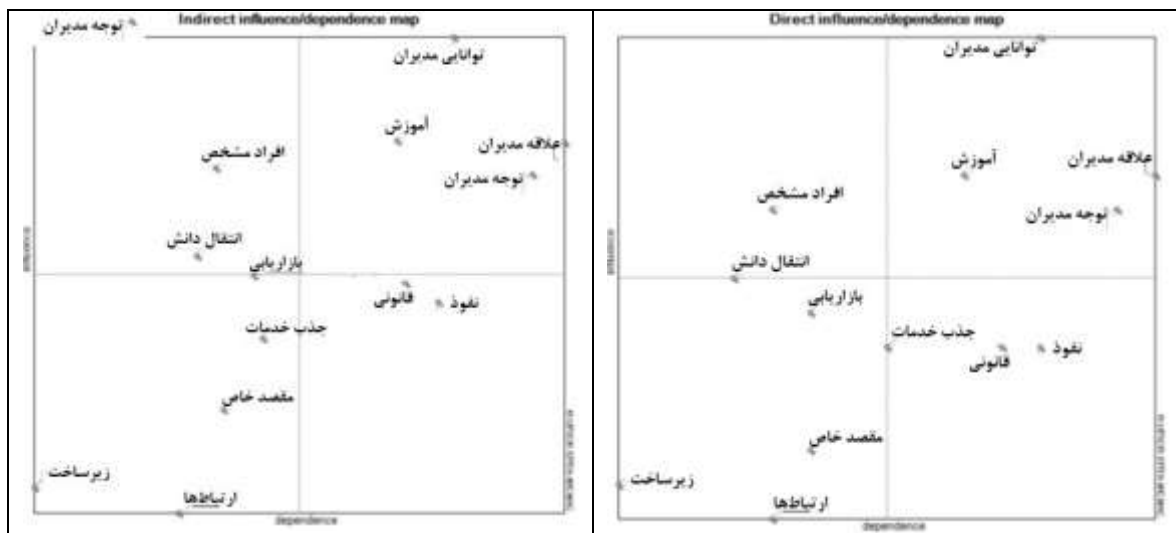 Indirect influence/dependence map
توجه مدیران
توانایی مدیران
آموزش
علاقه مدیران
افراد مشخص
توجه مدیران
انتقال دانش
بازاریابی
قانونی
نفوذ
جذب خدمات
مقصد خاص
زیرساخت
ارتباط‌ها
influence
dependence
Direct influence/dependence map
توانایی مدیران
علاقه مدیران
آموزش
افراد مشخص
توجه مدیران
انتقال دانش
بازاریابی
جذب خدمات
نفوذ
قانونی
مقصد خاص
زیرساخت
ارتباط‌ها
influence
dependence